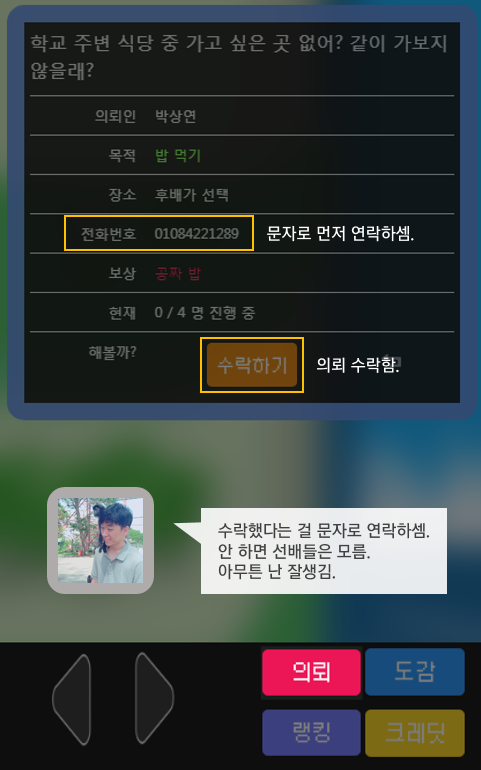 학교 주변 식당 중 가고 싶은 곳 없어? 같이 가보지
않을래?
의뢰인 박상연
목적 밥 먹기
장소 후배가 선택
전화번호 01084221289 문자로 먼저 연락하셈.
보상 공짜 밥
현재 0 / 4 명 진행 중
해볼까? 수락하기 의뢰 수락함.
수락했다는 걸 문자로 연락하셈.
안 하면 선배들은 모름.
아무튼 난 잘생김.
의뢰 도감
랭킹 크레딧